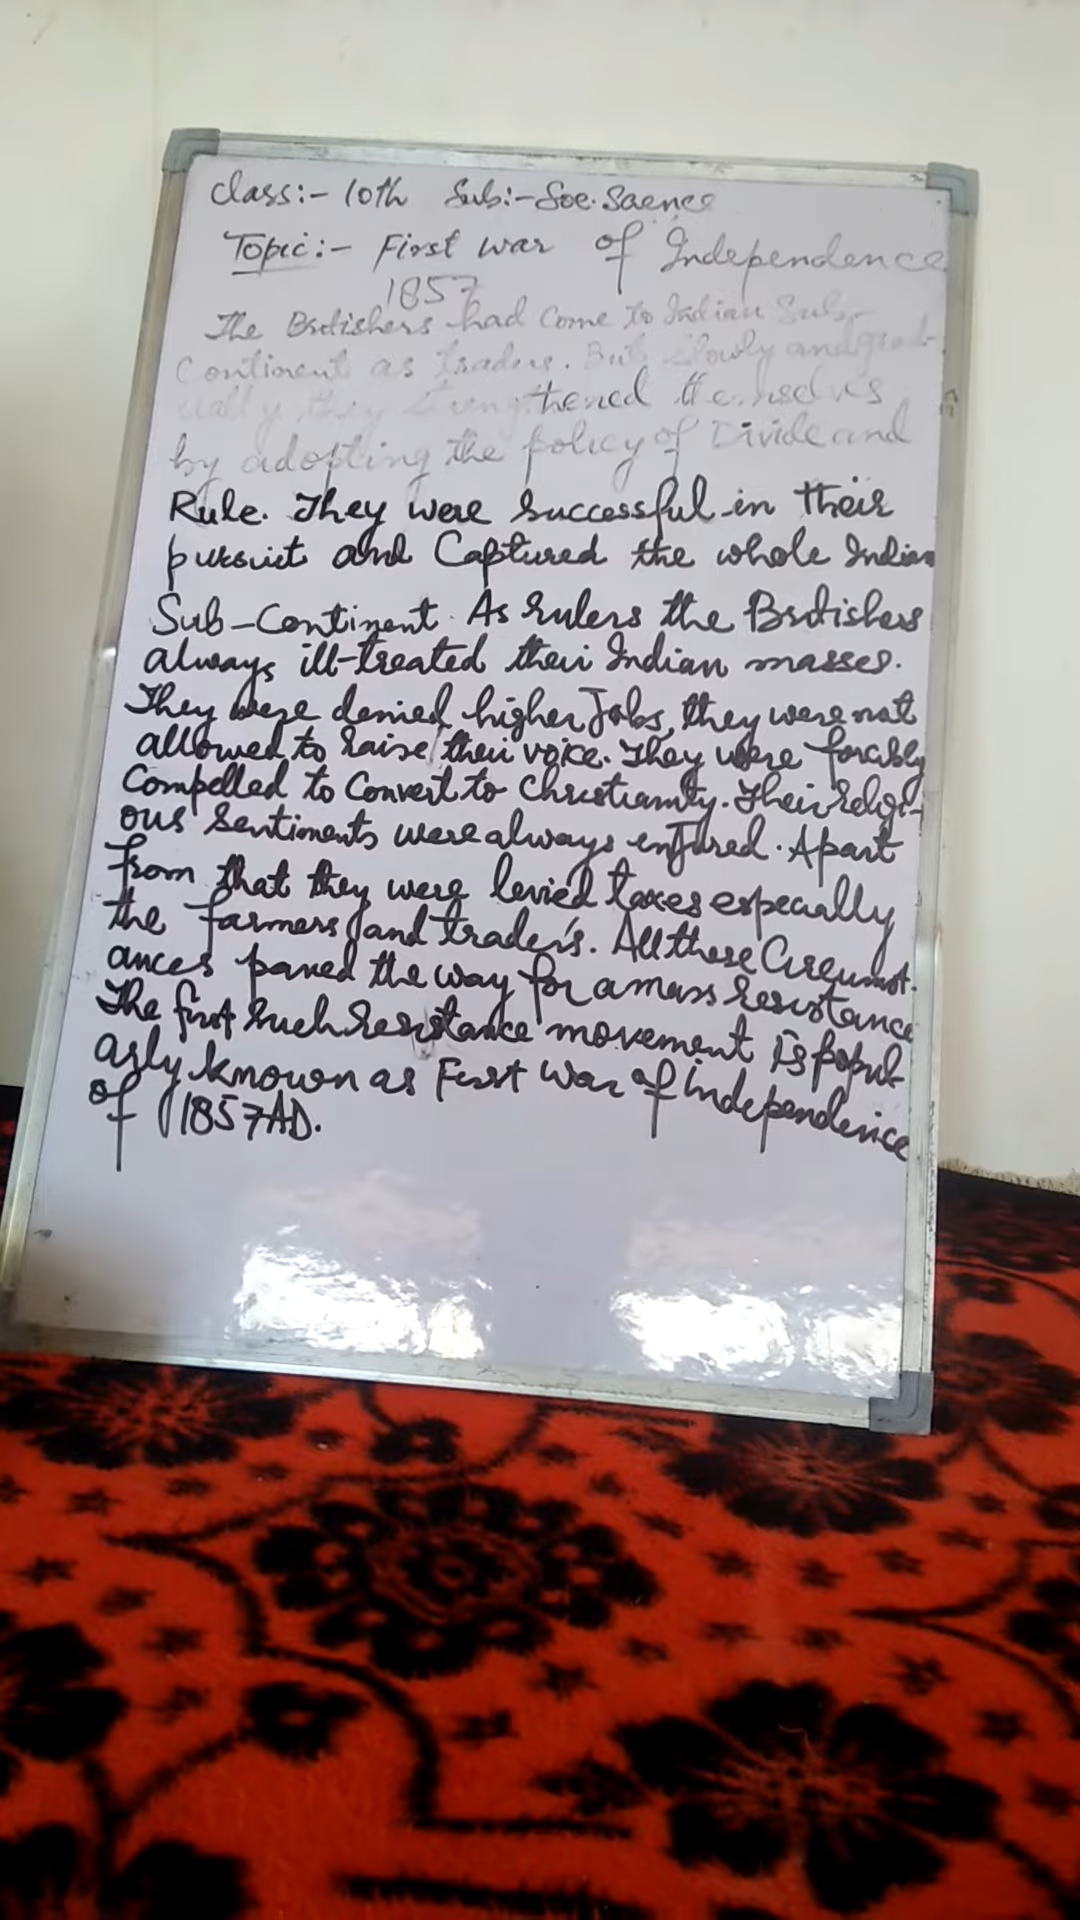 Class:- 10th Sub:- Soc. Science
Topic:- First War of Independence
1857
The Britishers had come to Indian Sub-
Continent as traders. But slowly and grad-
ually they strengthened themselves
by adopting the policy of Divide and
Rule. They were successful in their
pursuit and Captured the whole Indian
Sub-Continent. As rulers the Britishers
always ill-treated their Indian masses.
They were denied higher Jobs, they were not
allowed to raise their voice. They were forcibly
Compelled to Convert to Christianity. Their religi-
ous Sentiments were always enjured. Apart
from that they were levied taxes especially
the farmers and trader's. All these Circumst-
ances paved the way for a mass resistance
The first such resistance movement is popul-
arly known as First War of independence
of 1857AD.